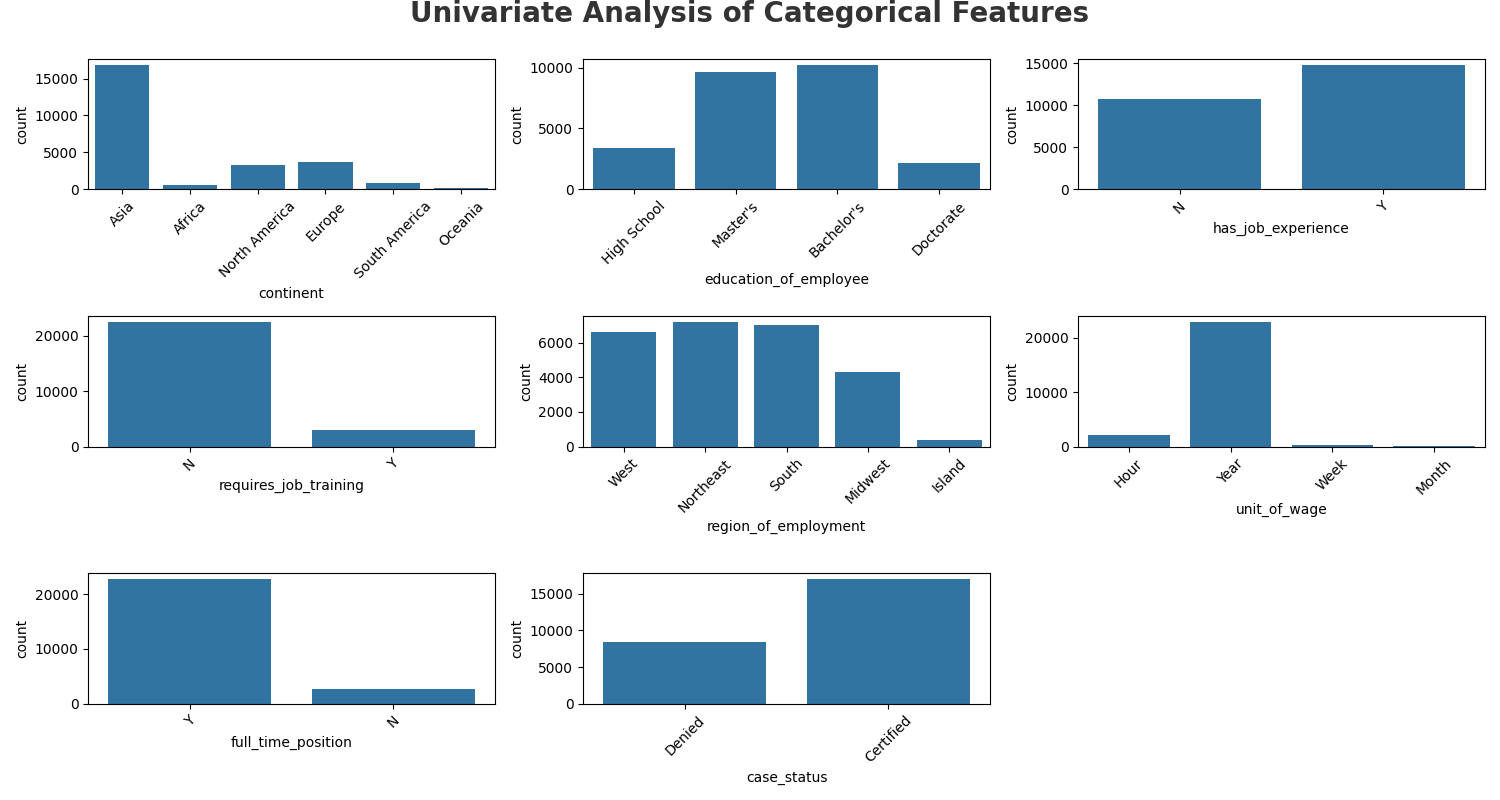 Univariate Analysis of Categorical Features
15000
10000
5000
0
count
Asia
Africa
North America
Europe
South America
Oceania
continent
10000
5000
0
count
High School
Master's
Bachelor's
Doctorate
education_of_employee
15000
10000
5000
0
count
N
Y
has_job_experience
20000
10000
0
count
N
Y
requires_job_training
6000
4000
2000
0
count
West
Northeast
South
Midwest
Island
region_of_employment
20000
10000
0
count
Hour
Year
Week
Month
unit_of_wage
20000
10000
0
count
Y
N
full_time_position
15000
10000
5000
0
count
Denied
Certified
case_status